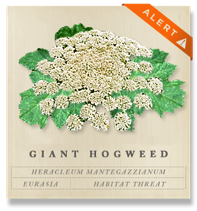 ALERT
GIANT HOGWEED
HERACLEUM MANTEGAZZIANUM
EURASIA HABITAT THREAT